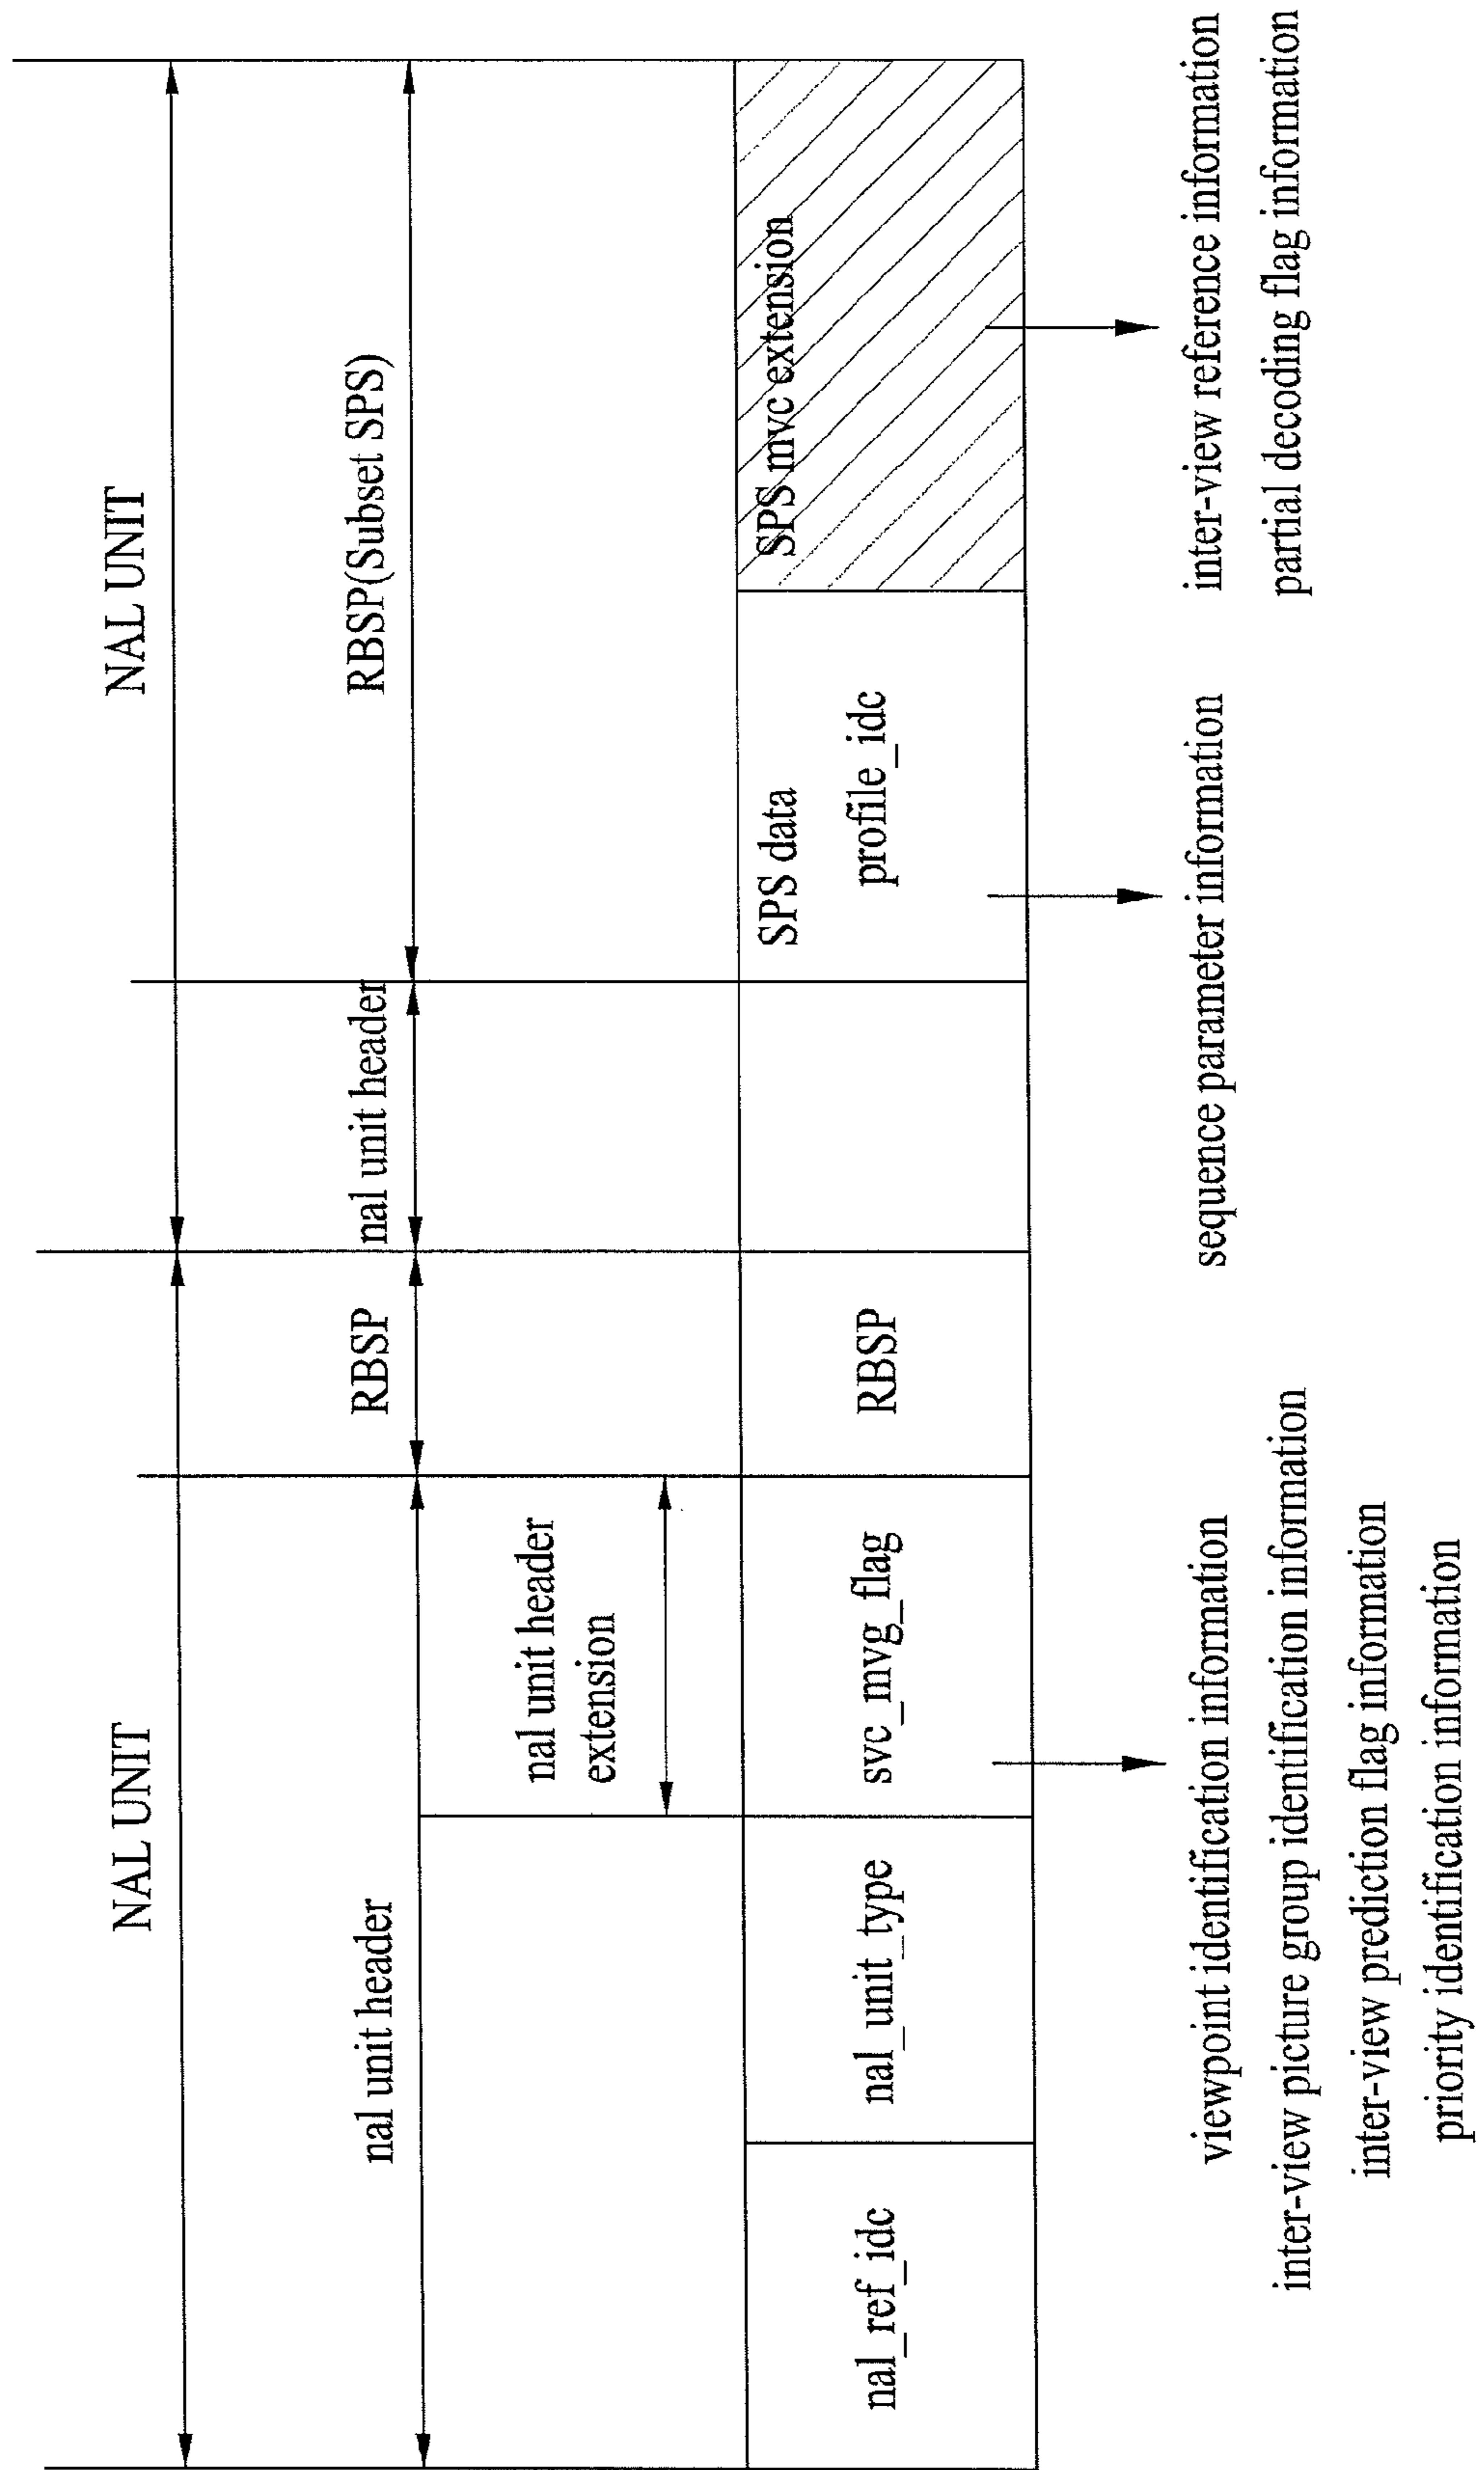 NAL UNIT
NAL UNIT
nal unit header
RBSP
nal unit header
RBSP(Subset SPS)
nal unit header
extension
nal_ref_idc
nal_unit_type
svc_mvg_flag
RBSP
SPS data
profile_idc
SPS mvc extension
viewpoint identification information
inter-view picture group identification information
inter-view prediction flag information
priority identification information
sequence parameter information
inter-view reference information
partial decoding flag information